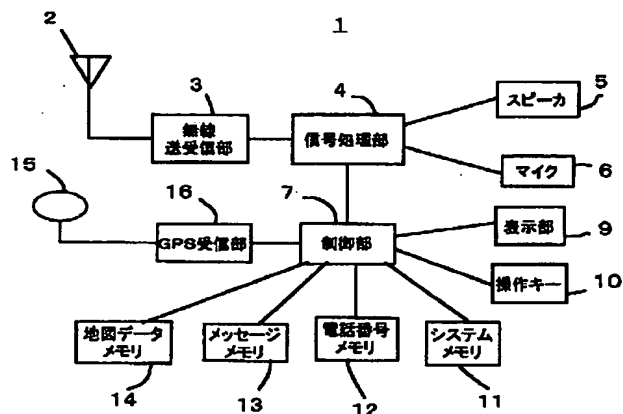 1
2
3
無線
送受信部
4
信号処理部
スピーカ
5
マイク
6
15
16
GPS受信部
7
制御部
表示部
9
操作キー
10
地図データ
メモリ
14
メッセージ
メモリ
13
電話番号
メモリ
12
システム
メモリ
11